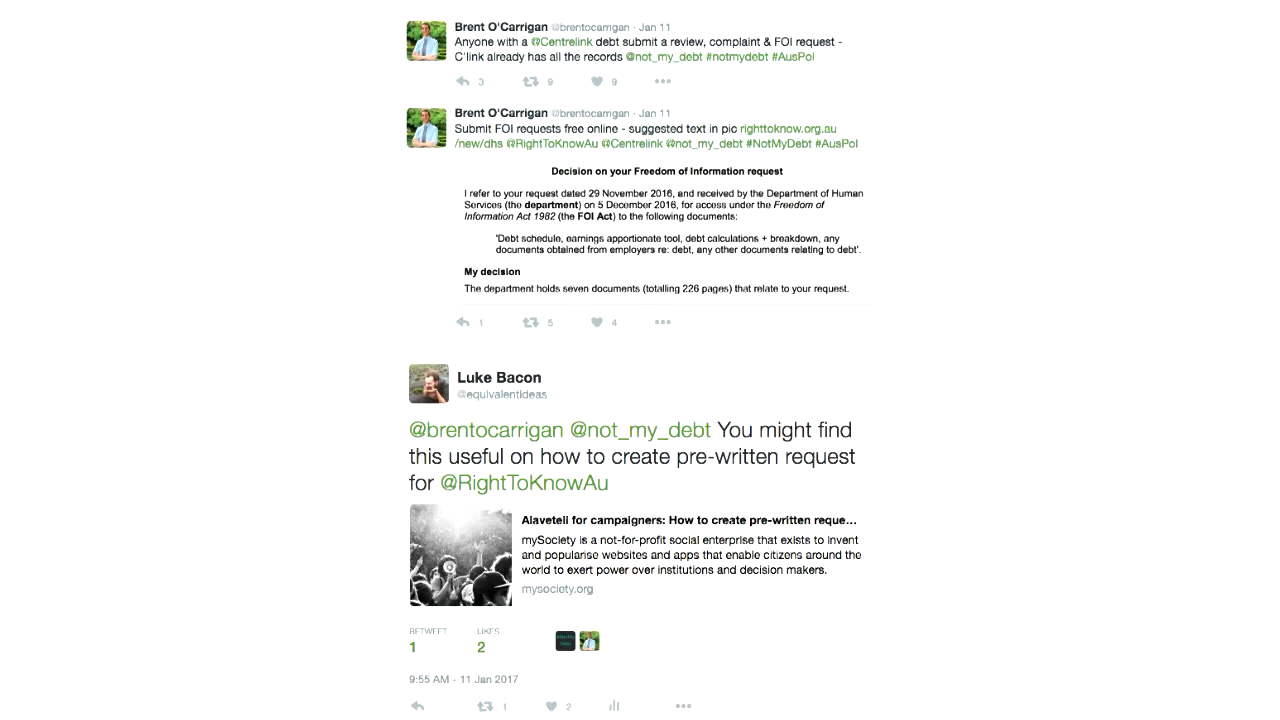 Brent O'Carrigan @brentocarrigan · Jan 11
Anyone with a @Centrelink debt submit a review, complaint & FOI request -
C'link already has all the records @not_my_debt #notmydebt #AusPol
3 9 9
Brent O'Carrigan @brentocarrigan · Jan 11
Submit FOI requests free online - suggested text in pic righttoknow.org.au
/new/dhs @RightToKnowAu @Centrelink @not_my_debt #NotMyDebt #AusPol
Decision on your Freedom of Information request
I refer to your request dated 29 November 2016, and received by the Department of Human
Services (the department) on 5 December 2016, for access under the Freedom of
Information Act 1982 (the FOI Act) to the following documents:
'Debt schedule, earnings apportionate tool, debt calculations + breakdown, any
documents obtained from employers re: debt, any other documents relating to debt'.
My decision
The department holds seven documents (totalling 226 pages) that relate to your request.
1 5 4
Luke Bacon
@equivalentideas
@brentocarrigan @not_my_debt You might find
this useful on how to create pre-written request
for @RightToKnowAu
Alaveteli for campaigners: How to create pre-written reque...
mySociety is a not-for-profit social enterprise that exists to invent
and popularise websites and apps that enable citizens around the
world to exert power over institutions and decision makers.
mysociety.org
RETWEET LIKES
1 2
9:55 AM - 11 Jan 2017
1 2